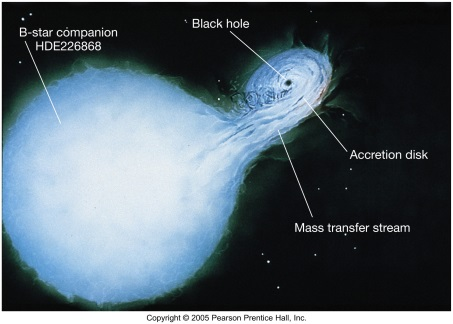 B-star companion
HDE226868
Black hole
Accretion disk
Mass transfer stream
Copyright © 2005 Pearson Prentice Hall, Inc.